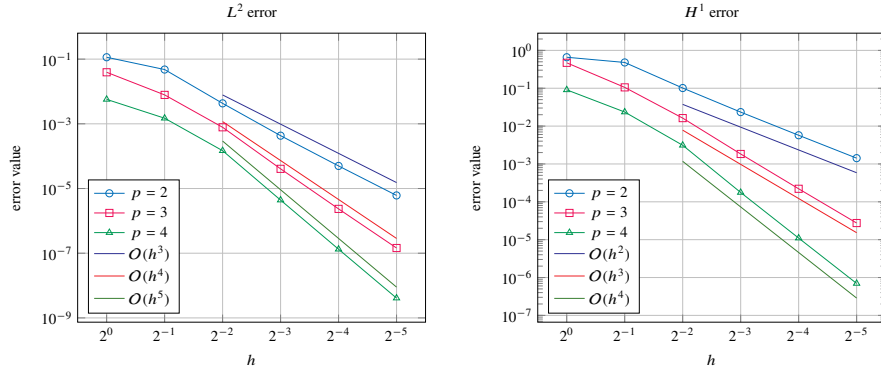 L² error
10⁻¹
10⁻³
10⁻⁵
10⁻⁷
10⁻⁹
error value
p = 2
p = 3
p = 4
O(h³)
O(h⁴)
O(h⁵)
2⁰ 2⁻¹ 2⁻² 2⁻³ 2⁻⁴ 2⁻⁵
h
H¹ error
10⁰
10⁻¹
10⁻²
10⁻³
10⁻⁴
10⁻⁵
10⁻⁶
10⁻⁷
error value
p = 2
p = 3
p = 4
O(h²)
O(h³)
O(h⁴)
2⁰ 2⁻¹ 2⁻² 2⁻³ 2⁻⁴ 2⁻⁵
h